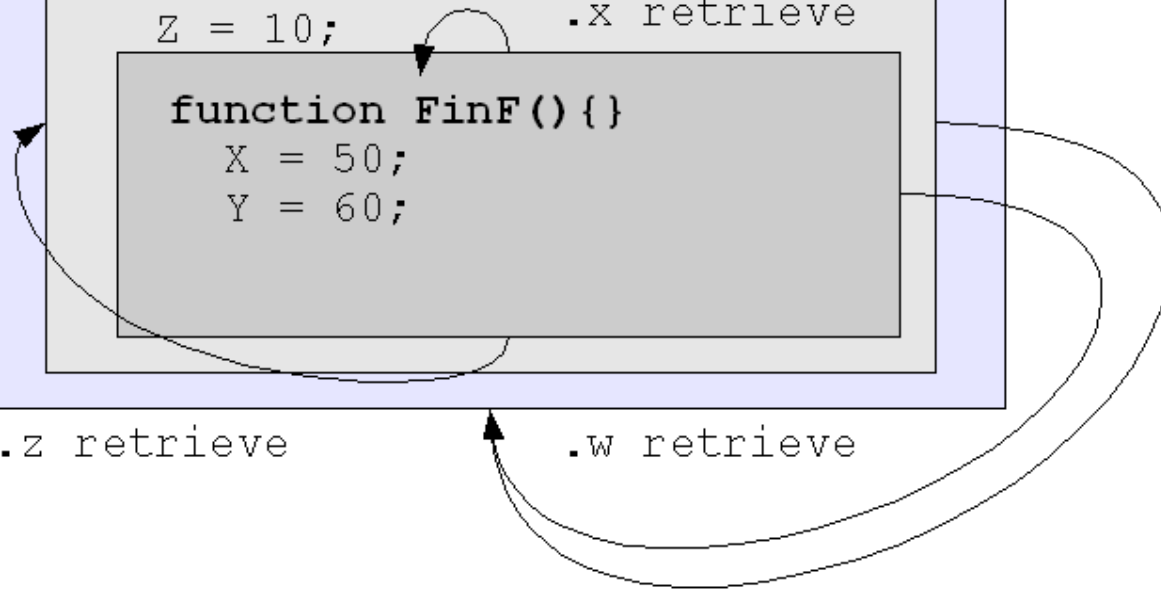 .x retrieve
Z = 10;
function FinF(){}
X = 50;
Y = 60;
.z retrieve
.w retrieve